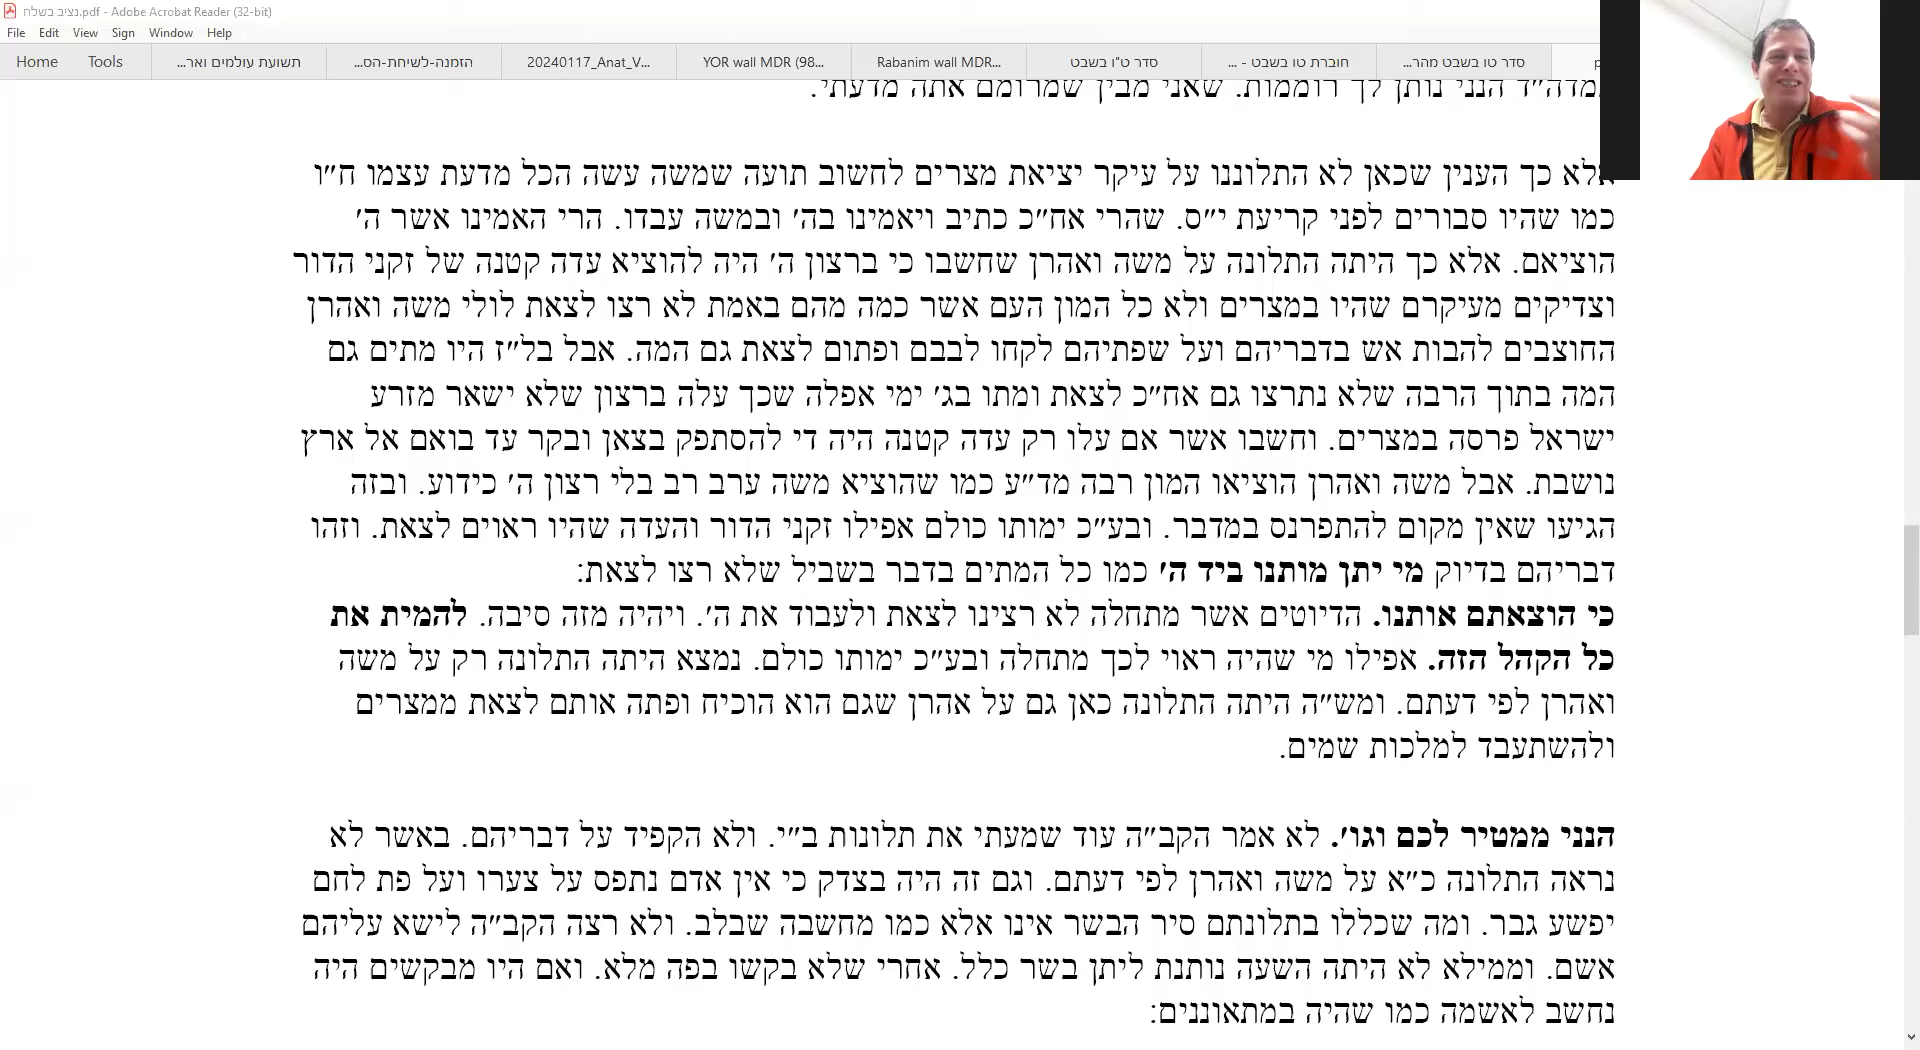 נציב בשלח.pdf - Adobe Acrobat Reader (32-bit)
File Edit View Sign Window Help
Home Tools תשועת עולמים ואר... הזמנה-לשיחת-הס... 20240117_Anat_V... YOR wall MDR (98... Rabanim wall MDR... סדר ט"ו בשבט חוברת טו בשבט - ... סדר טו בשבט מהר...
הנני נותן לך רוממות. שאני מבין שמרומם אתה מדעתי.
אלא כך הענין שכאן לא התלוננו על עיקר יציאת מצרים לחשוב תועה שמשה עשה הכל מדעת עצמו ח"ו
כמו שהיו סבורים לפני קריעת י"ס. שהרי אח"כ כתיב ויאמינו בה' ובמשה עבדו. הרי האמינו אשר ה'
הוציאם. אלא כך היתה התלונה על משה ואהרן שחשבו כי ברצון ה' היה להוציא עדה קטנה של זקני הדור
וצדיקים מעיקרם שהיו במצרים ולא כל המון העם אשר כמה מהם באמת לא רצו לצאת לולי משה ואהרן
החוצבים להבות אש בדבריהם ועל שפתיהם לקחו לבבם ופתום לצאת גם המה. אבל בל"ז היו מתים גם
המה בתוך הרבה שלא נתרצו גם אח"כ לצאת ומתו בג' ימי אפלה שכך עלה ברצון שלא ישאר מזרע
ישראל פרסה במצרים. וחשבו אשר אם עלו רק עדה קטנה היה די להסתפק בצאן ובקר עד בואם אל ארץ
נושבת. אבל משה ואהרן הוציאו המון רבה מד"ע כמו שהוציא משה ערב רב בלי רצון ה' כידוע. ובזה
הגיעו שאין מקום להתפרנס במדבר. ובע"כ ימותו כולם אפילו זקני הדור והעדה שהיו ראוים לצאת. וזהו
דבריהם בדיוק מי יתן מותנו ביד ה' כמו כל המתים בדבר בשביל שלא רצו לצאת:
כי הוצאתם אותנו. הדיוטים אשר מתחלה לא רצינו לצאת ולעבוד את ה'. ויהיה מזה סיבה. להמית את
כל הקהל הזה. אפילו מי שהיה ראוי לכך מתחלה ובע"כ ימותו כולם. נמצא היתה התלונה רק על משה
ואהרן לפי דעתם. ומש"ה היתה התלונה כאן גם על אהרן שגם הוא הוכיח ופתה אותם לצאת ממצרים
ולהשתעבד למלכות שמים.
הנני ממטיר לכם וגו'. לא אמר הקב"ה עוד שמעתי את תלונות ב"י. ולא הקפיד על דבריהם. באשר לא
נראה התלונה כ"א על משה ואהרן לפי דעתם. וגם זה היה בצדק כי אין אדם נתפס על צערו ועל פת לחם
יפשע גבר. ומה שכללו בתלונתם סיר הבשר אינו אלא כמו מחשבה שבלב. ולא רצה הקב"ה לישא עליהם
אשם. וממילא לא היתה השעה נותנת ליתן בשר כלל. אחרי שלא בקשו בפה מלא. ואם היו מבקשים היה
נחשב לאשמה כמו שהיה במתאוננים: